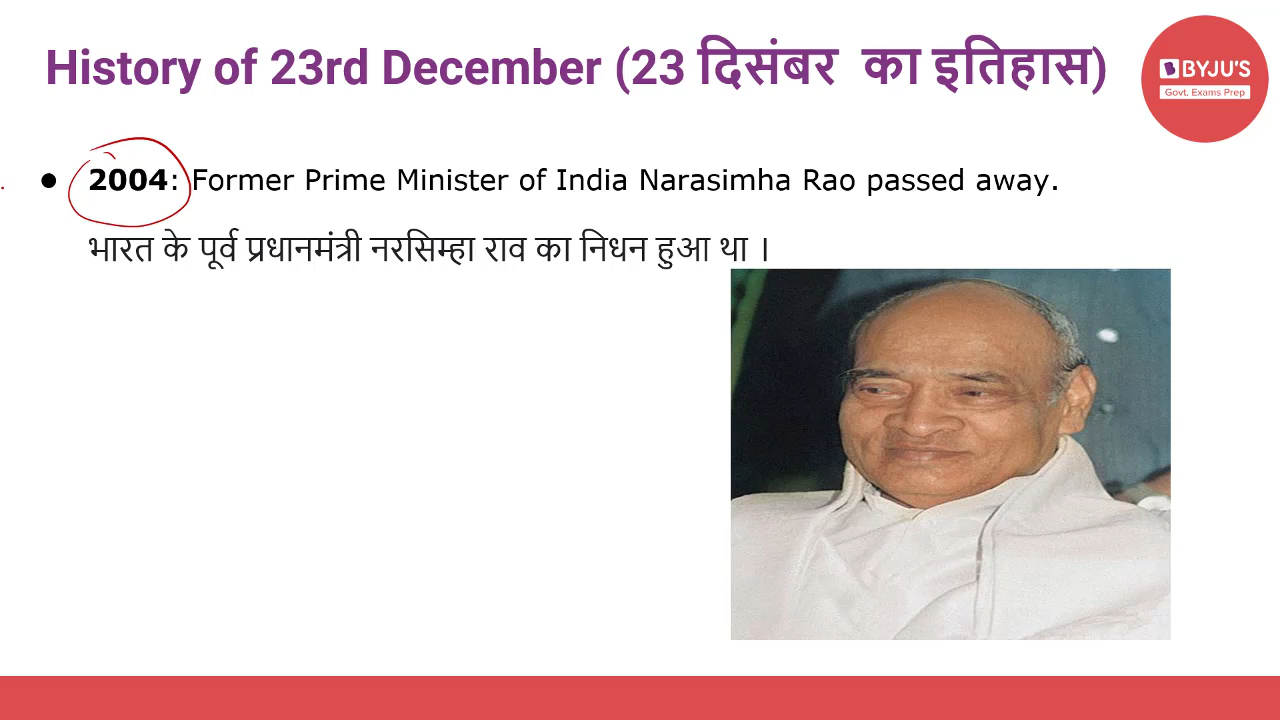 History of 23rd December (23 दिसंबर का इतिहास)
BYJU'S
Govt. Exams Prep
2004: Former Prime Minister of India Narasimha Rao passed away.
भारत के पूर्व प्रधानमंत्री नरसिम्हा राव का निधन हुआ था ।